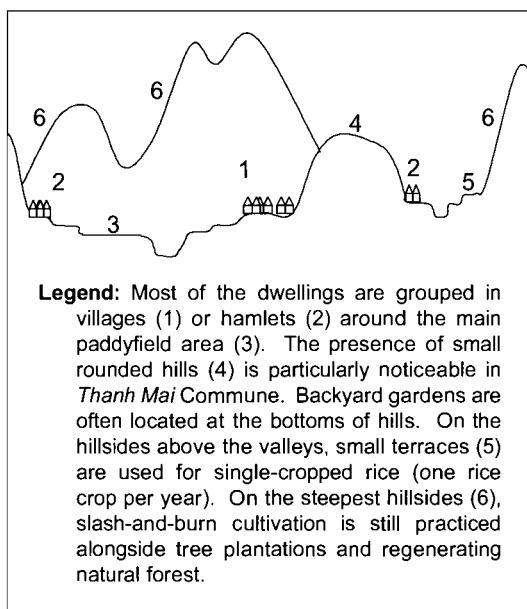 6
6
4
6
2
1
2
5
3
Legend: Most of the dwellings are grouped in
villages (1) or hamlets (2) around the main
paddyfield area (3). The presence of small
rounded hills (4) is particularly noticeable in
Thanh Mai Commune. Backyard gardens are
often located at the bottoms of hills. On the
hillsides above the valleys, small terraces (5)
are used for single-cropped rice (one rice
crop per year). On the steepest hillsides (6),
slash-and-burn cultivation is still practiced
alongside tree plantations and regenerating
natural forest.